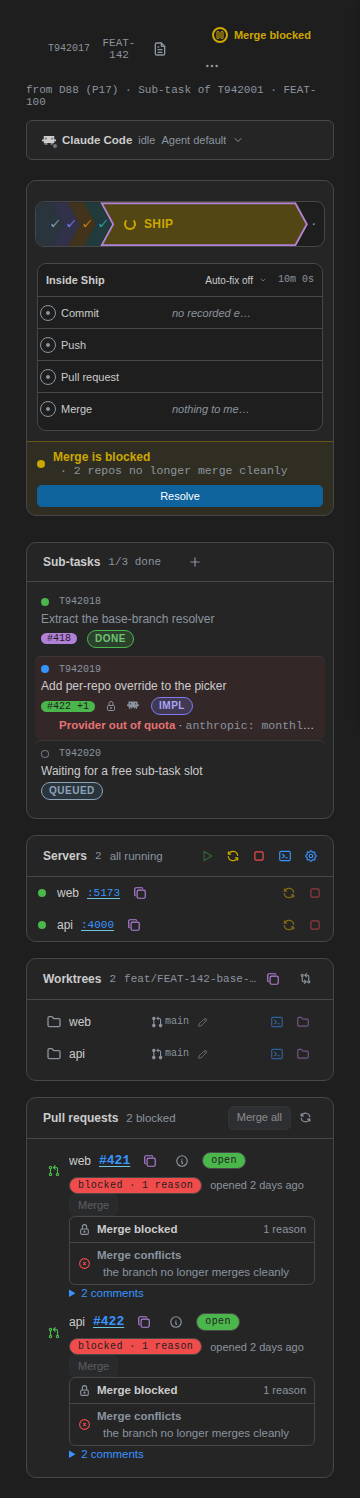 T942017 FEAT-142 Merge blocked
from D88 (P17) · Sub-task of T942001 · FEAT-100
Claude Code idle Agent default
✓ ✓ ✓ ✓ SHIP ·
Inside Ship Auto-fix off 10m 0s
Commit no recorded e…
Push
Pull request
Merge nothing to me…
Merge is blocked
· 2 repos no longer merge cleanly
Resolve
Sub-tasks 1/3 done
T942018
Extract the base-branch resolver
#418 DONE
T942019
Add per-repo override to the picker
#422 +1 IMPL
Provider out of quota · anthropic: monthl…
T942020
Waiting for a free sub-task slot
QUEUED
Servers 2 all running
web :5173
api :4000
Worktrees 2 feat/FEAT-142-base-…
web main
api main
Pull requests 2 blocked Merge all
web #421 open
blocked · 1 reason opened 2 days ago
Merge
Merge blocked 1 reason
Merge conflicts
the branch no longer merges cleanly
2 comments
api #422 open
blocked · 1 reason opened 2 days ago
Merge
Merge blocked 1 reason
Merge conflicts
the branch no longer merges cleanly
2 comments